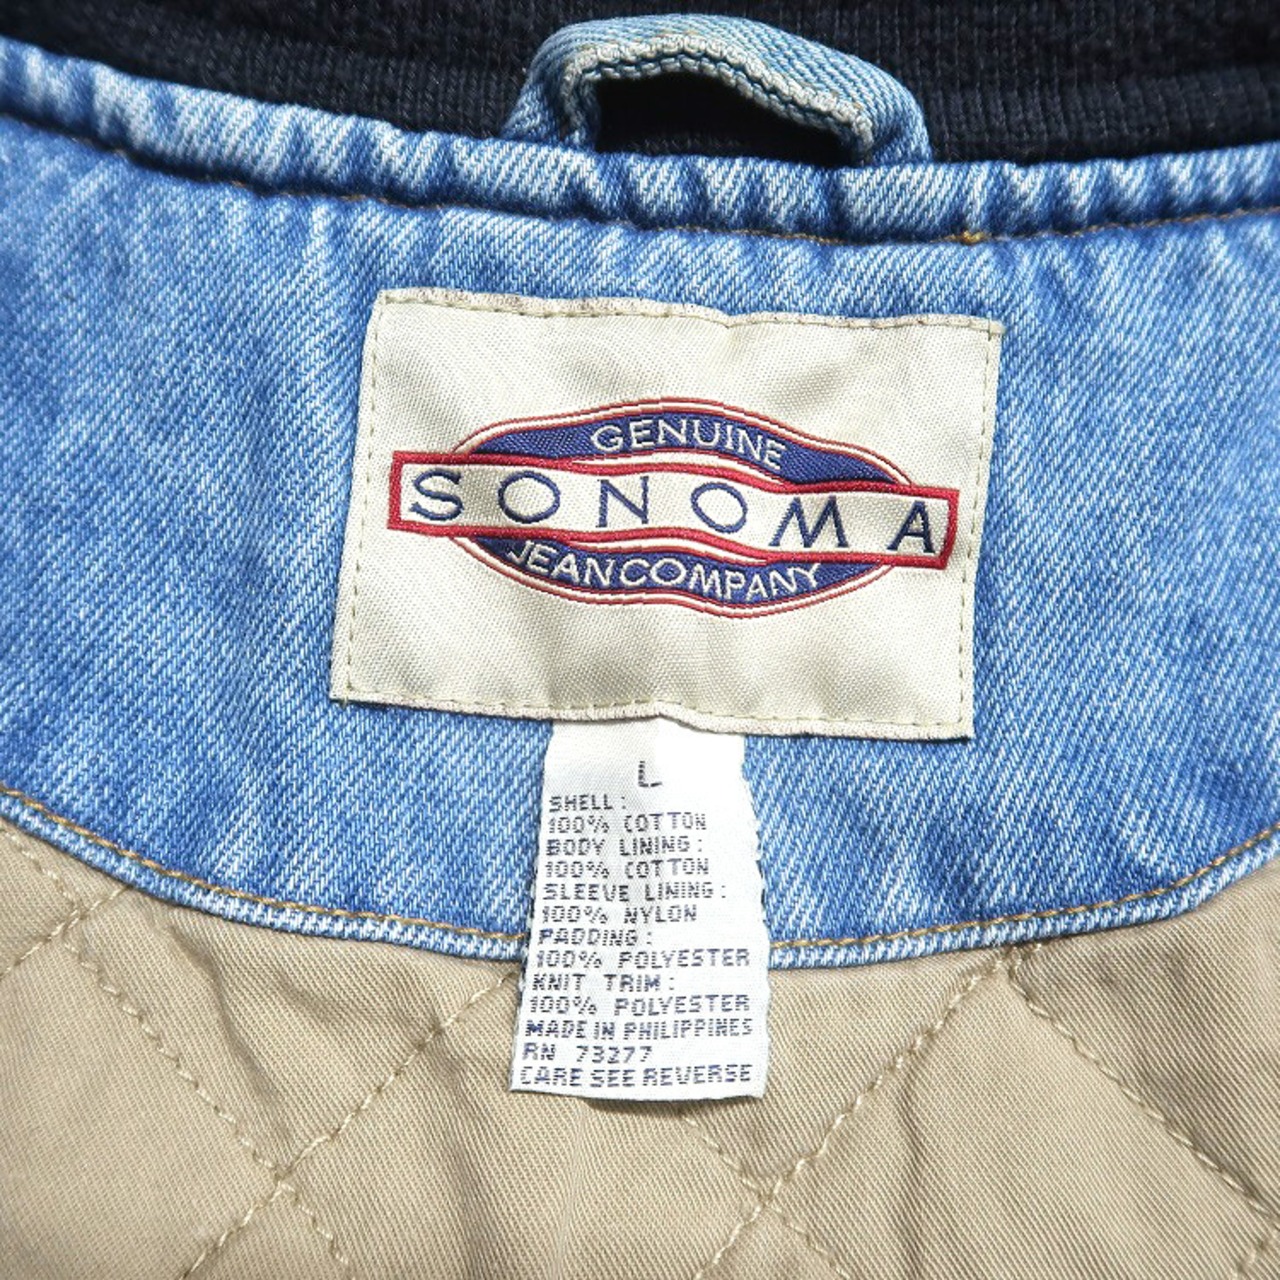 GENUINE
SONOMA
JEAN COMPANY
L
SHELL:
100% COTTON
BODY LINING:
100% COTTON
SLEEVE LINING:
100% NYLON
PADDING:
100% POLYESTER
KNIT TRIM:
100% POLYESTER
MADE IN PHILIPPINES
RN 73277
CARE SEE REVERSE